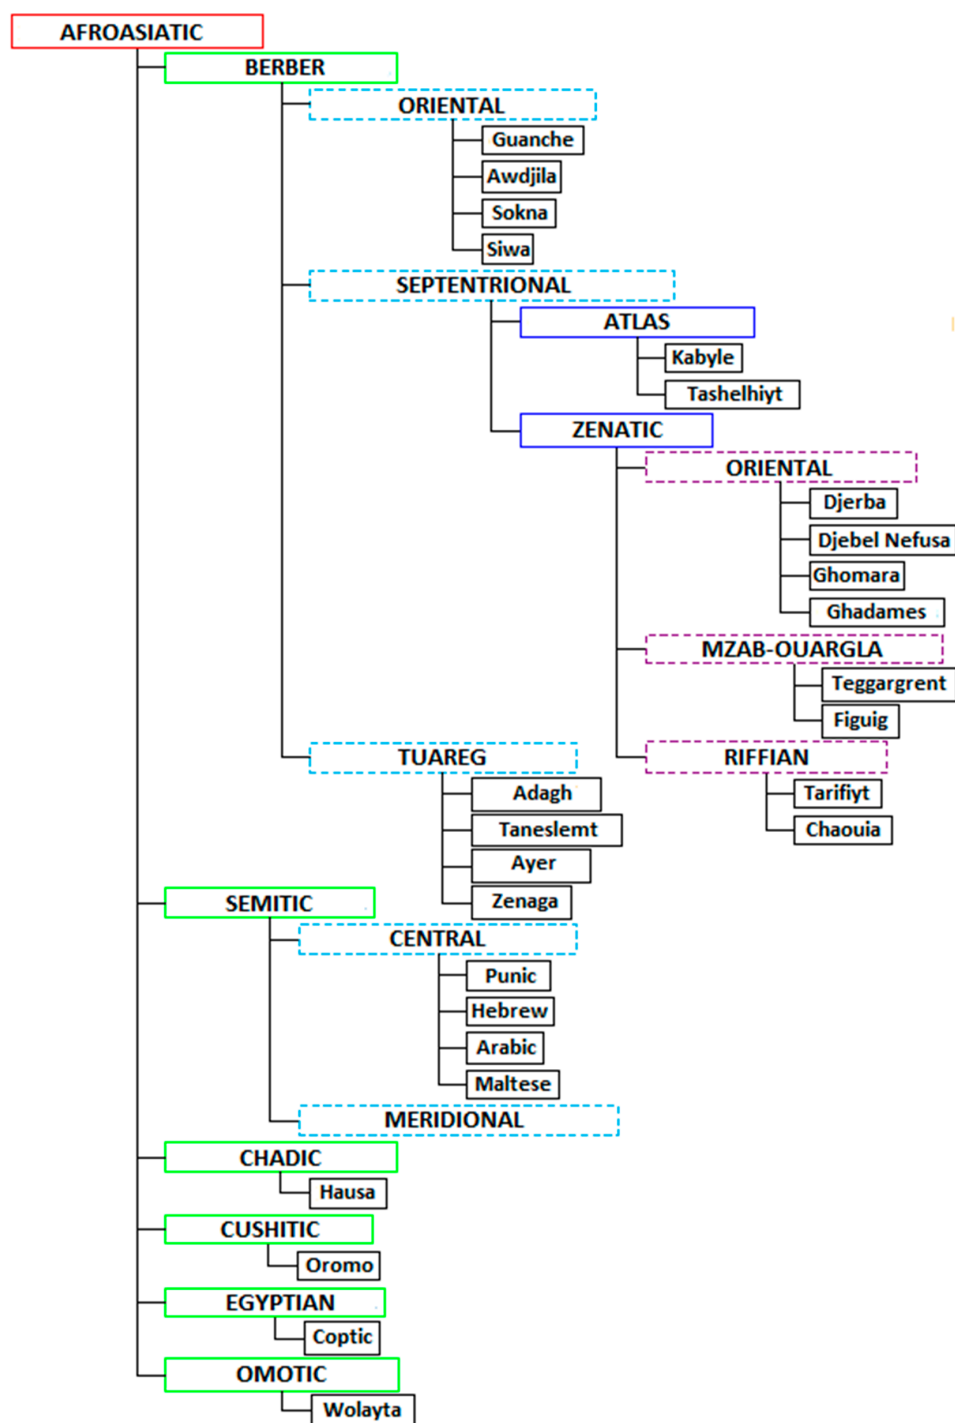 AFROASIATIC
BERBER
ORIENTAL
Guanche
Awdjila
Sokna
Siwa
SEPTENTRIONAL
ATLAS
Kabyle
Tashelhiyt
ZENATIC
ORIENTAL
Djerba
Djebel Nefusa
Ghomara
Ghadames
MZAB-OUARGLA
Teggargrent
Figuig
RIFFIAN
Tarifiyt
Chaouia
TUAREG
Adagh
Taneslemt
Ayer
Zenaga
SEMITIC
CENTRAL
Punic
Hebrew
Arabic
Maltese
MERIDIONAL
CHADIC
Hausa
CUSHITIC
Oromo
EGYPTIAN
Coptic
OMOTIC
Wolayta